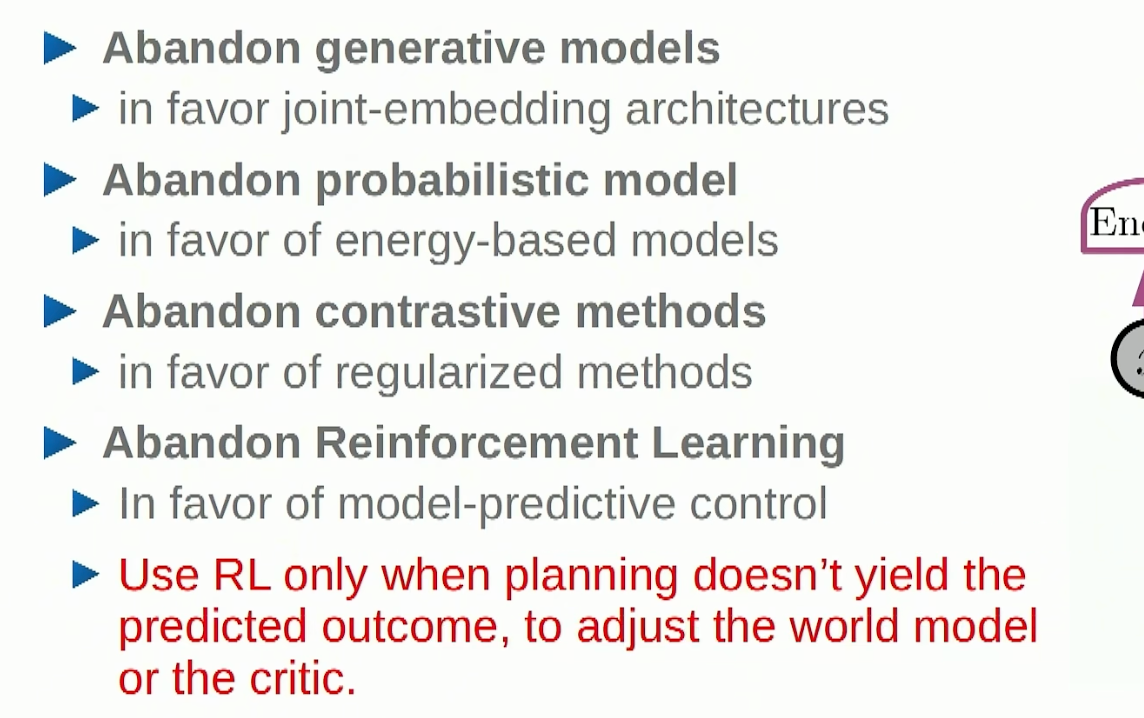 Abandon generative models
in favor joint-embedding architectures
Abandon probabilistic model
in favor of energy-based models
Abandon contrastive methods
in favor of regularized methods
Abandon Reinforcement Learning
In favor of model-predictive control
Use RL only when planning doesn’t yield the
predicted outcome, to adjust the world model
or the critic.